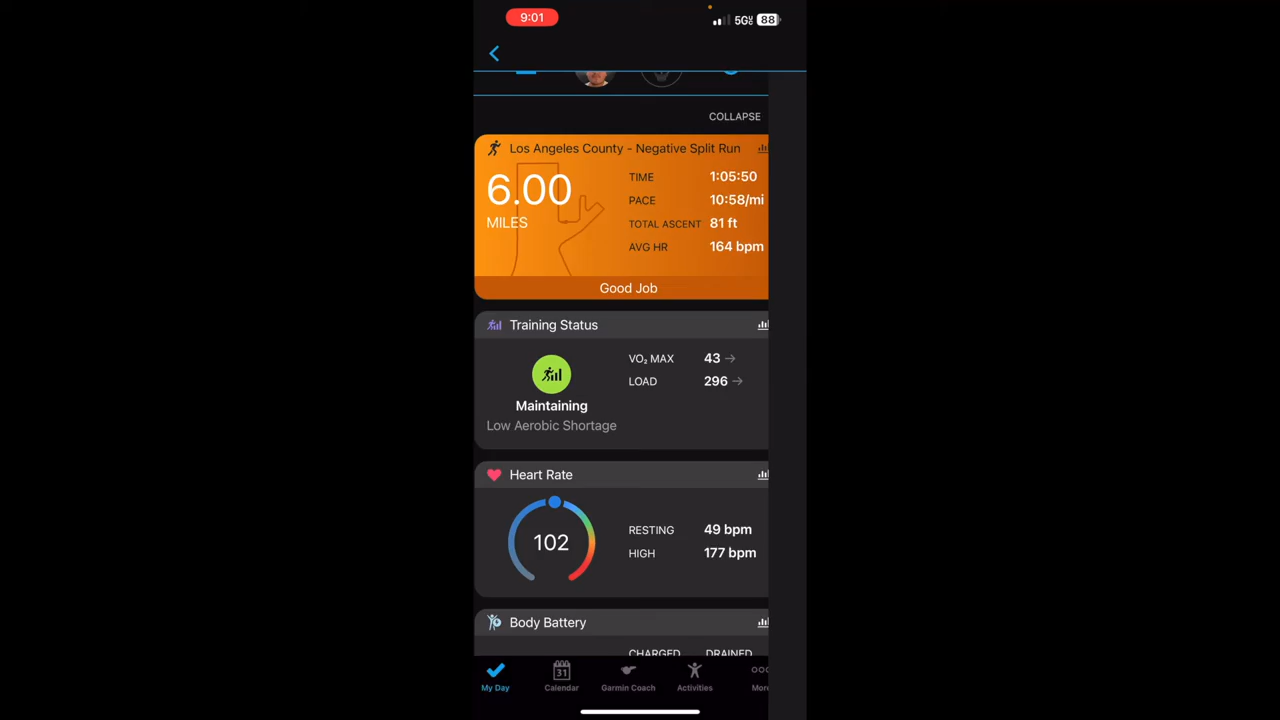 9:01
5G 88
COLLAPSE
Los Angeles County - Negative Split Run
6.00
MILES
TIME 1:05:50
PACE 10:58/mi
TOTAL ASCENT 81 ft
AVG HR 164 bpm
Good Job
Training Status
VO₂ MAX 43
LOAD 296
Maintaining
Low Aerobic Shortage
Heart Rate
102
RESTING 49 bpm
HIGH 177 bpm
Body Battery
CHARGED DRAINED
31
My Day Calendar Garmin Coach Activities More